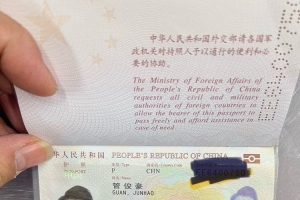 中华人民共和国外交部请各国军
政机关对持照人予以通行的便利和必
要的协助。
The Ministry of Foreign Affairs of
the People's Republic of China
requests all civil and military
authorities of foreign countries to
allow the bearer of this passport to
pass freely and afford assistance in
case of need
华人民共和国 PEOPLE'S REPUBLIC OF CHINA
护照
P CHN
管俊豪
GUAN, JUNHAO